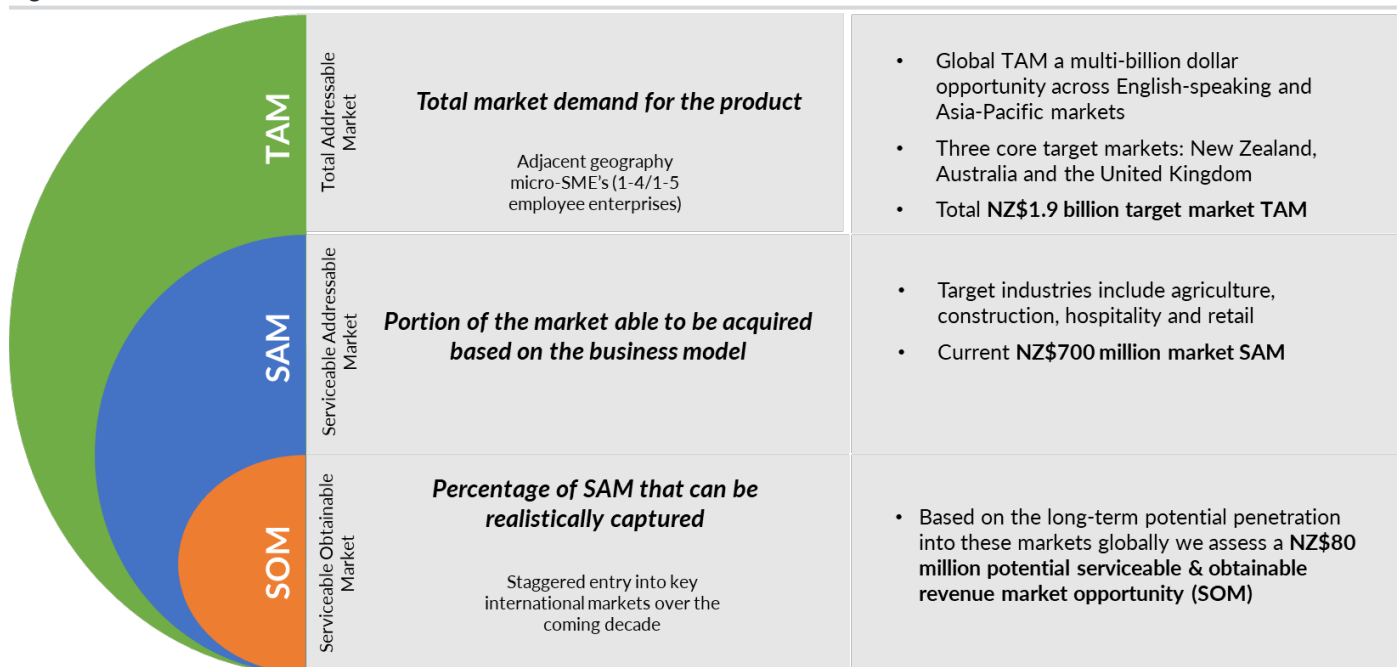 TAM
Total Addressable
Market
Total market demand for the product
Adjacent geography
micro-SME's (1-4/1-5
employee enterprises)
• Global TAM a multi-billion dollar
opportunity across English-speaking and
Asia-Pacific markets
• Three core target markets: New Zealand,
Australia and the United Kingdom
• Total NZ$1.9 billion target market TAM
SAM
Serviceable Addressable
Market
Portion of the market able to be acquired
based on the business model
• Target industries include agriculture,
construction, hospitality and retail
• Current NZ$700 million market SAM
SOM
Serviceable Obtainable
Market
Percentage of SAM that can be
realistically captured
Staggered entry into key
international markets over the
coming decade
• Based on the long-term potential penetration
into these markets globally we assess a NZ$80
million potential serviceable & obtainable
revenue market opportunity (SOM)